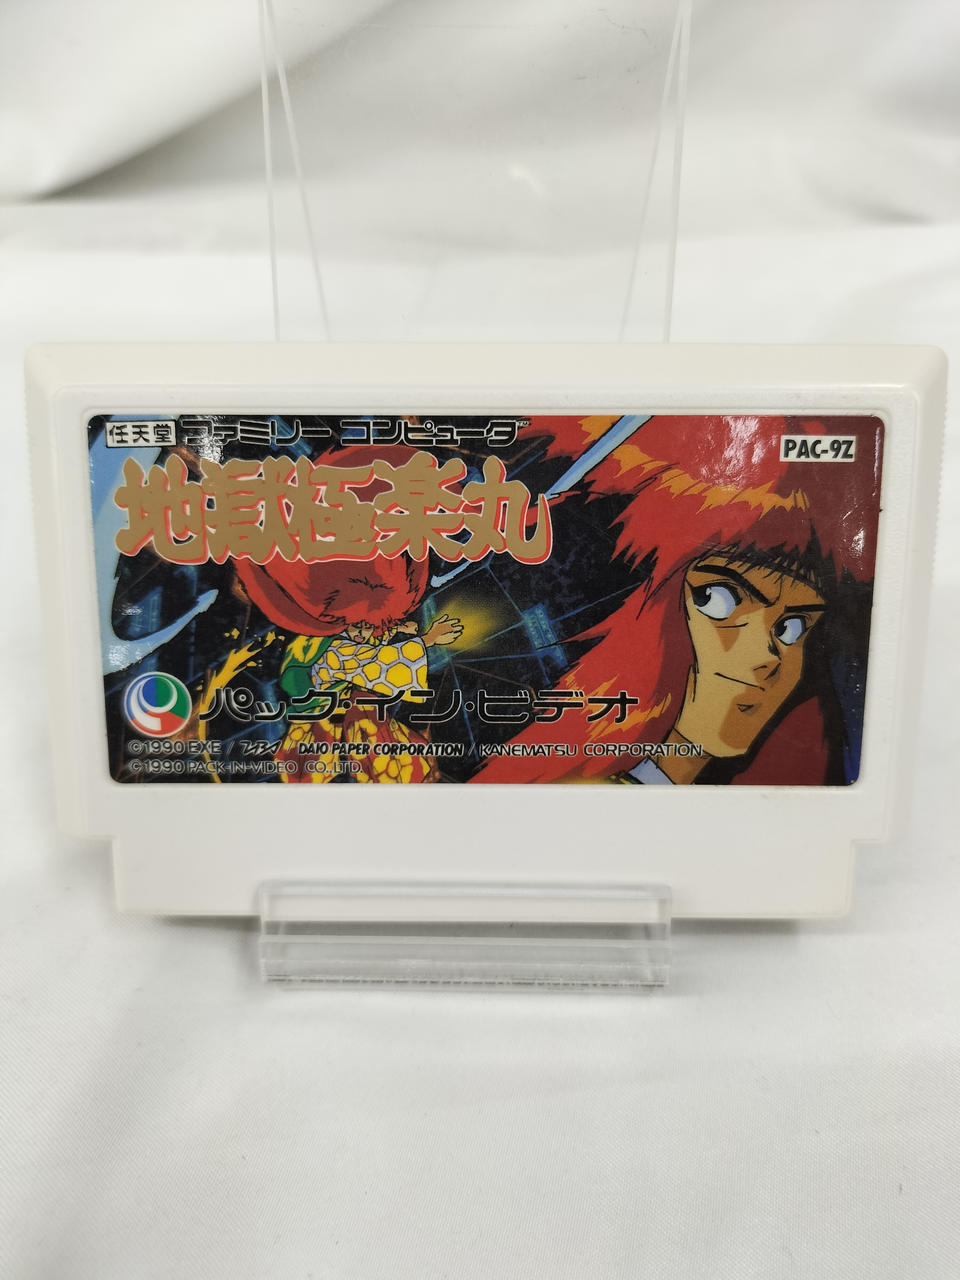 任天堂 ファミリー コンピュータ™
PAC-9Z
地獄極楽丸
パック・イン・ビデオ
©1990 EXE / / DAIO PAPER CORPORATION / KANEMATSU CORPORATION
©1990 PACK-IN-VIDEO CO., LTD.